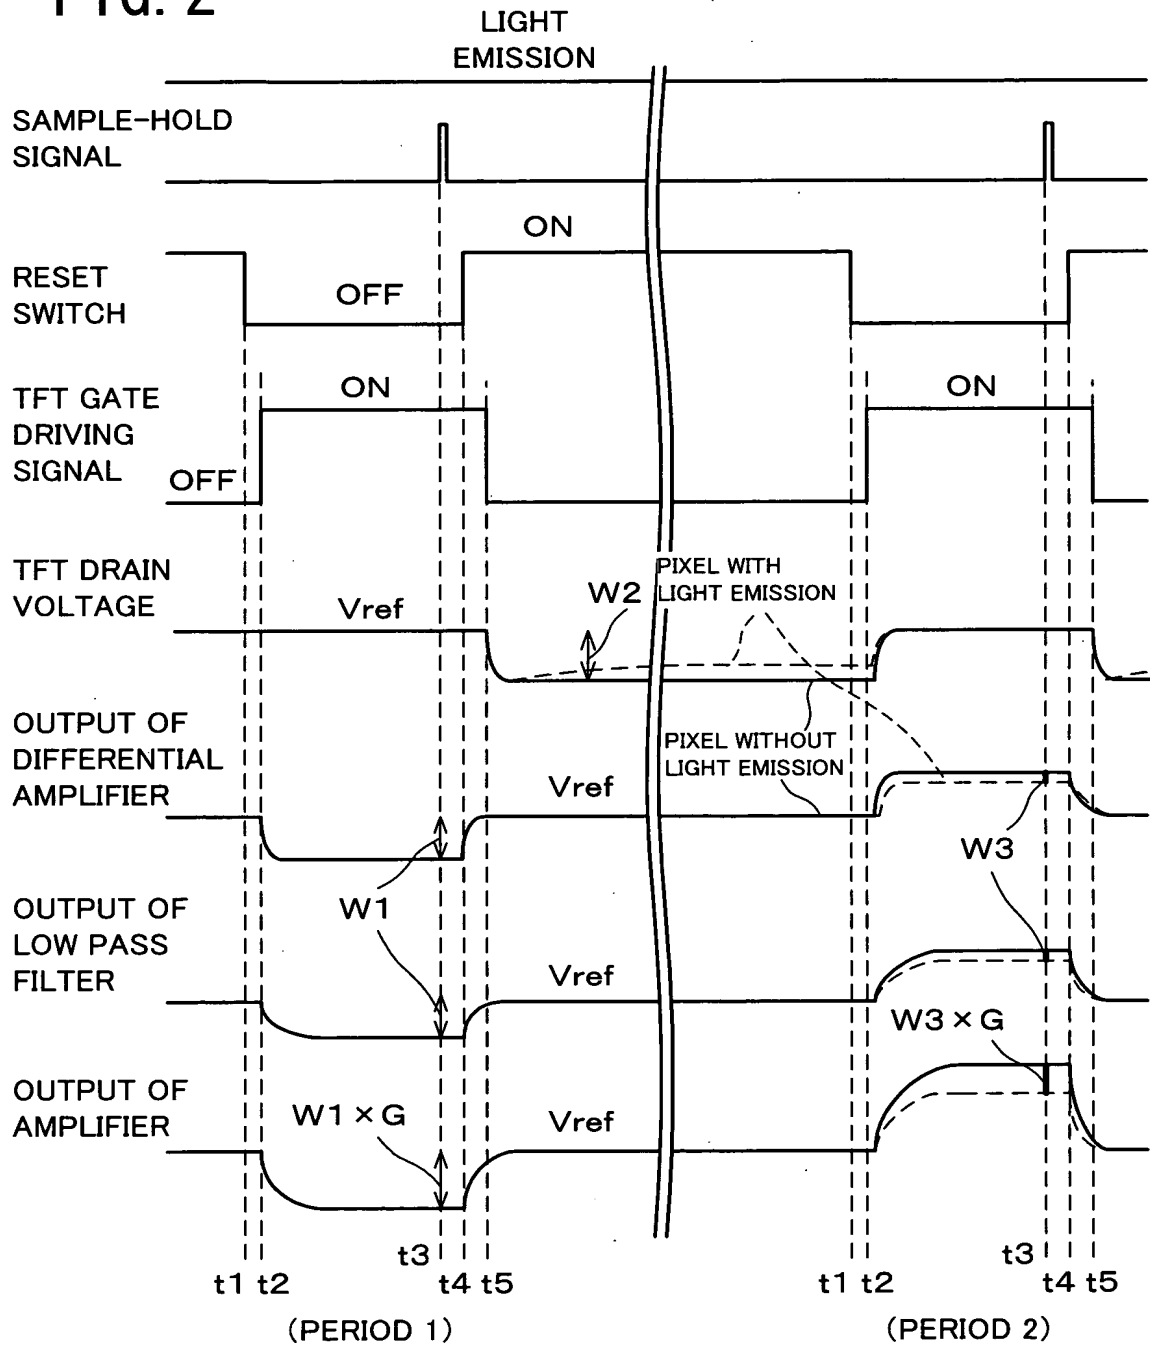 FIG. 2
LIGHT
EMISSION
SAMPLE-HOLD
SIGNAL
ON
RESET
SWITCH
OFF
TFT GATE
DRIVING
SIGNAL
ON
ON
OFF
TFT DRAIN
VOLTAGE
Vref
W2
PIXEL WITH
LIGHT EMISSION
OUTPUT OF
DIFFERENTIAL
AMPLIFIER
Vref
PIXEL WITHOUT
LIGHT EMISSION
W1
W3
OUTPUT OF
LOW PASS
FILTER
Vref
W3 × G
OUTPUT OF
AMPLIFIER
W1 × G
Vref
t1 t2 t3 t4 t5
t1 t2 t3 t4 t5
(PERIOD 1)
(PERIOD 2)